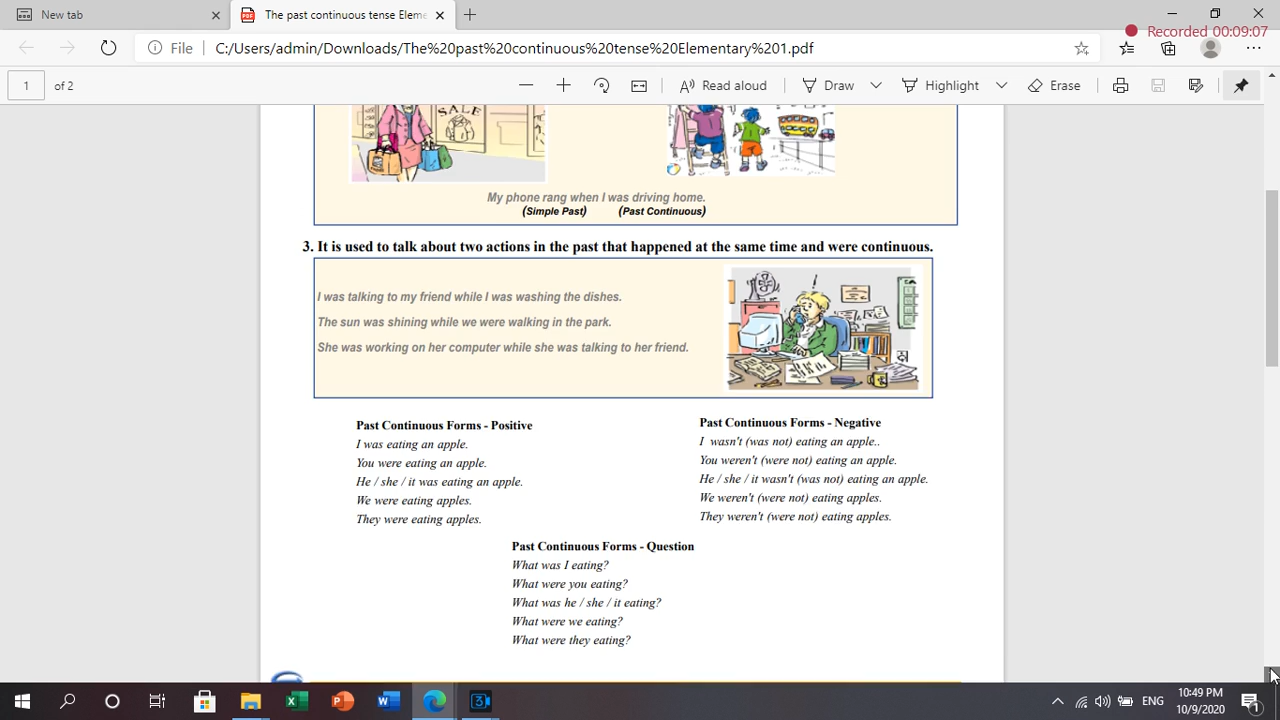 New tab
The past continuous tense Eleme
Recorded 00:09:07
File
C:/Users/admin/Downloads/The%20past%20continuous%20tense%20Elementary%201.pdf
1
of 2
Read aloud
Draw
Highlight
Erase
SALE
My phone rang when I was driving home.
(Simple Past) (Past Continuous)
3. It is used to talk about two actions in the past that happened at the same time and were continuous.
I was talking to my friend while I was washing the dishes.
The sun was shining while we were walking in the park.
She was working on her computer while she was talking to her friend.
Past Continuous Forms - Positive
I was eating an apple.
You were eating an apple.
He / she / it was eating an apple.
We were eating apples.
They were eating apples.
Past Continuous Forms - Negative
I wasn't (was not) eating an apple..
You weren't (were not) eating an apple.
He / she / it wasn't (was not) eating an apple.
We weren't (were not) eating apples.
They weren't (were not) eating apples.
Past Continuous Forms - Question
What was I eating?
What were you eating?
What was he / she / it eating?
What were we eating?
What were they eating?
ENG
10:49 PM
10/9/2020
1